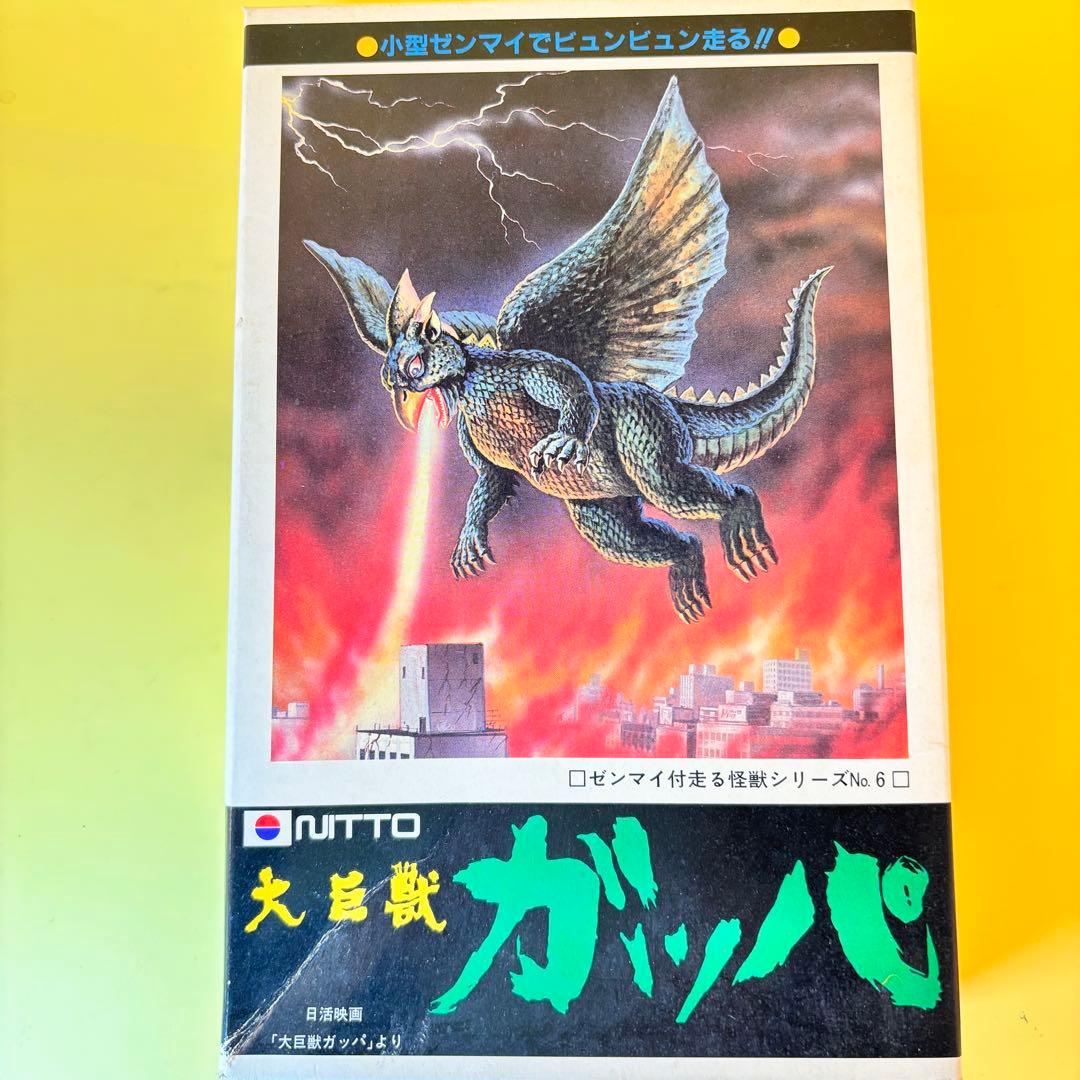 ●小型ゼンマイでビュンビュン走る!!●
□ゼンマイ付走る怪獣シリーズNo.6□
NITTO
大巨獣
ガッパ
日活映画
「大巨獣ガッパ」より